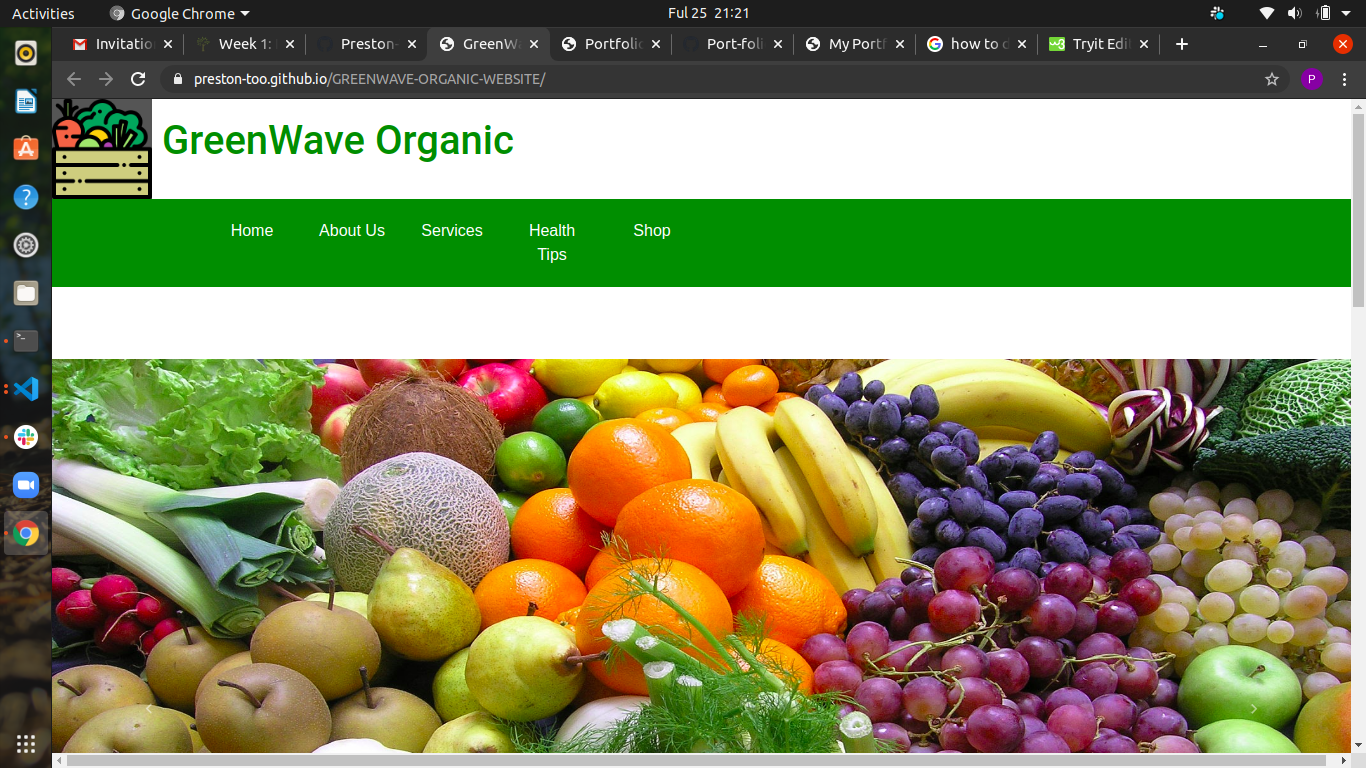 Activities
Google Chrome
Ful 25 21:21
Invitatio
Week 1:
Preston-
GreenWa
Portfolio
Port-foli
My Portf
how to d
Tryit Edi
preston-too.github.io/GREENWAVE-ORGANIC-WEBSITE/
P
GreenWave Organic
Home
About Us
Services
Health
Tips
Shop